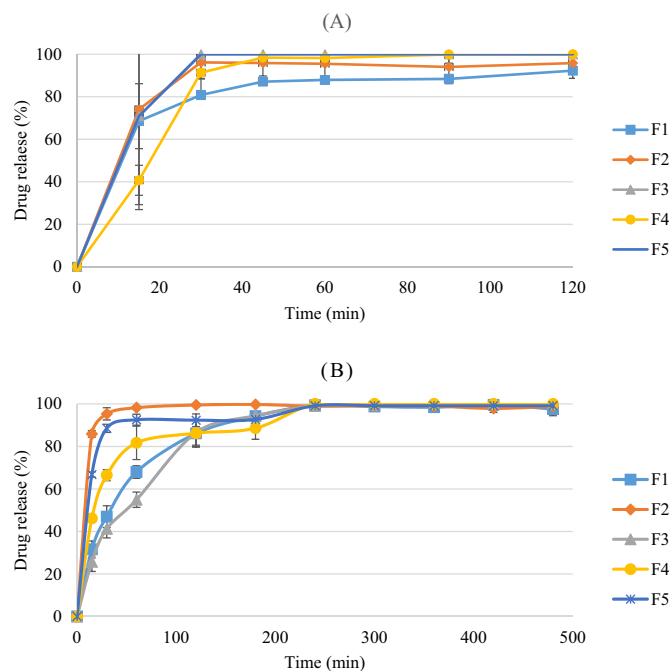 (A)
Drug relaese (%)
100
80
60
40
20
0
0 20 40 60 80 100 120
Time (min)
F1
F2
F3
F4
F5
(B)
Drug release (%)
100
80
60
40
20
0
0 100 200 300 400 500
Time (min)
F1
F2
F3
F4
F5